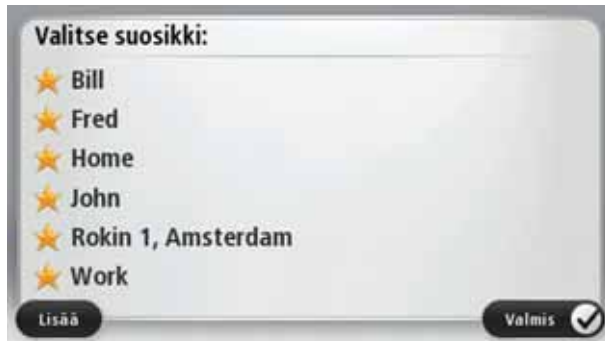 Valitse suosikki:
Bill
Fred
Home
John
Rokin 1, Amsterdam
Work
Lisää
Valmis